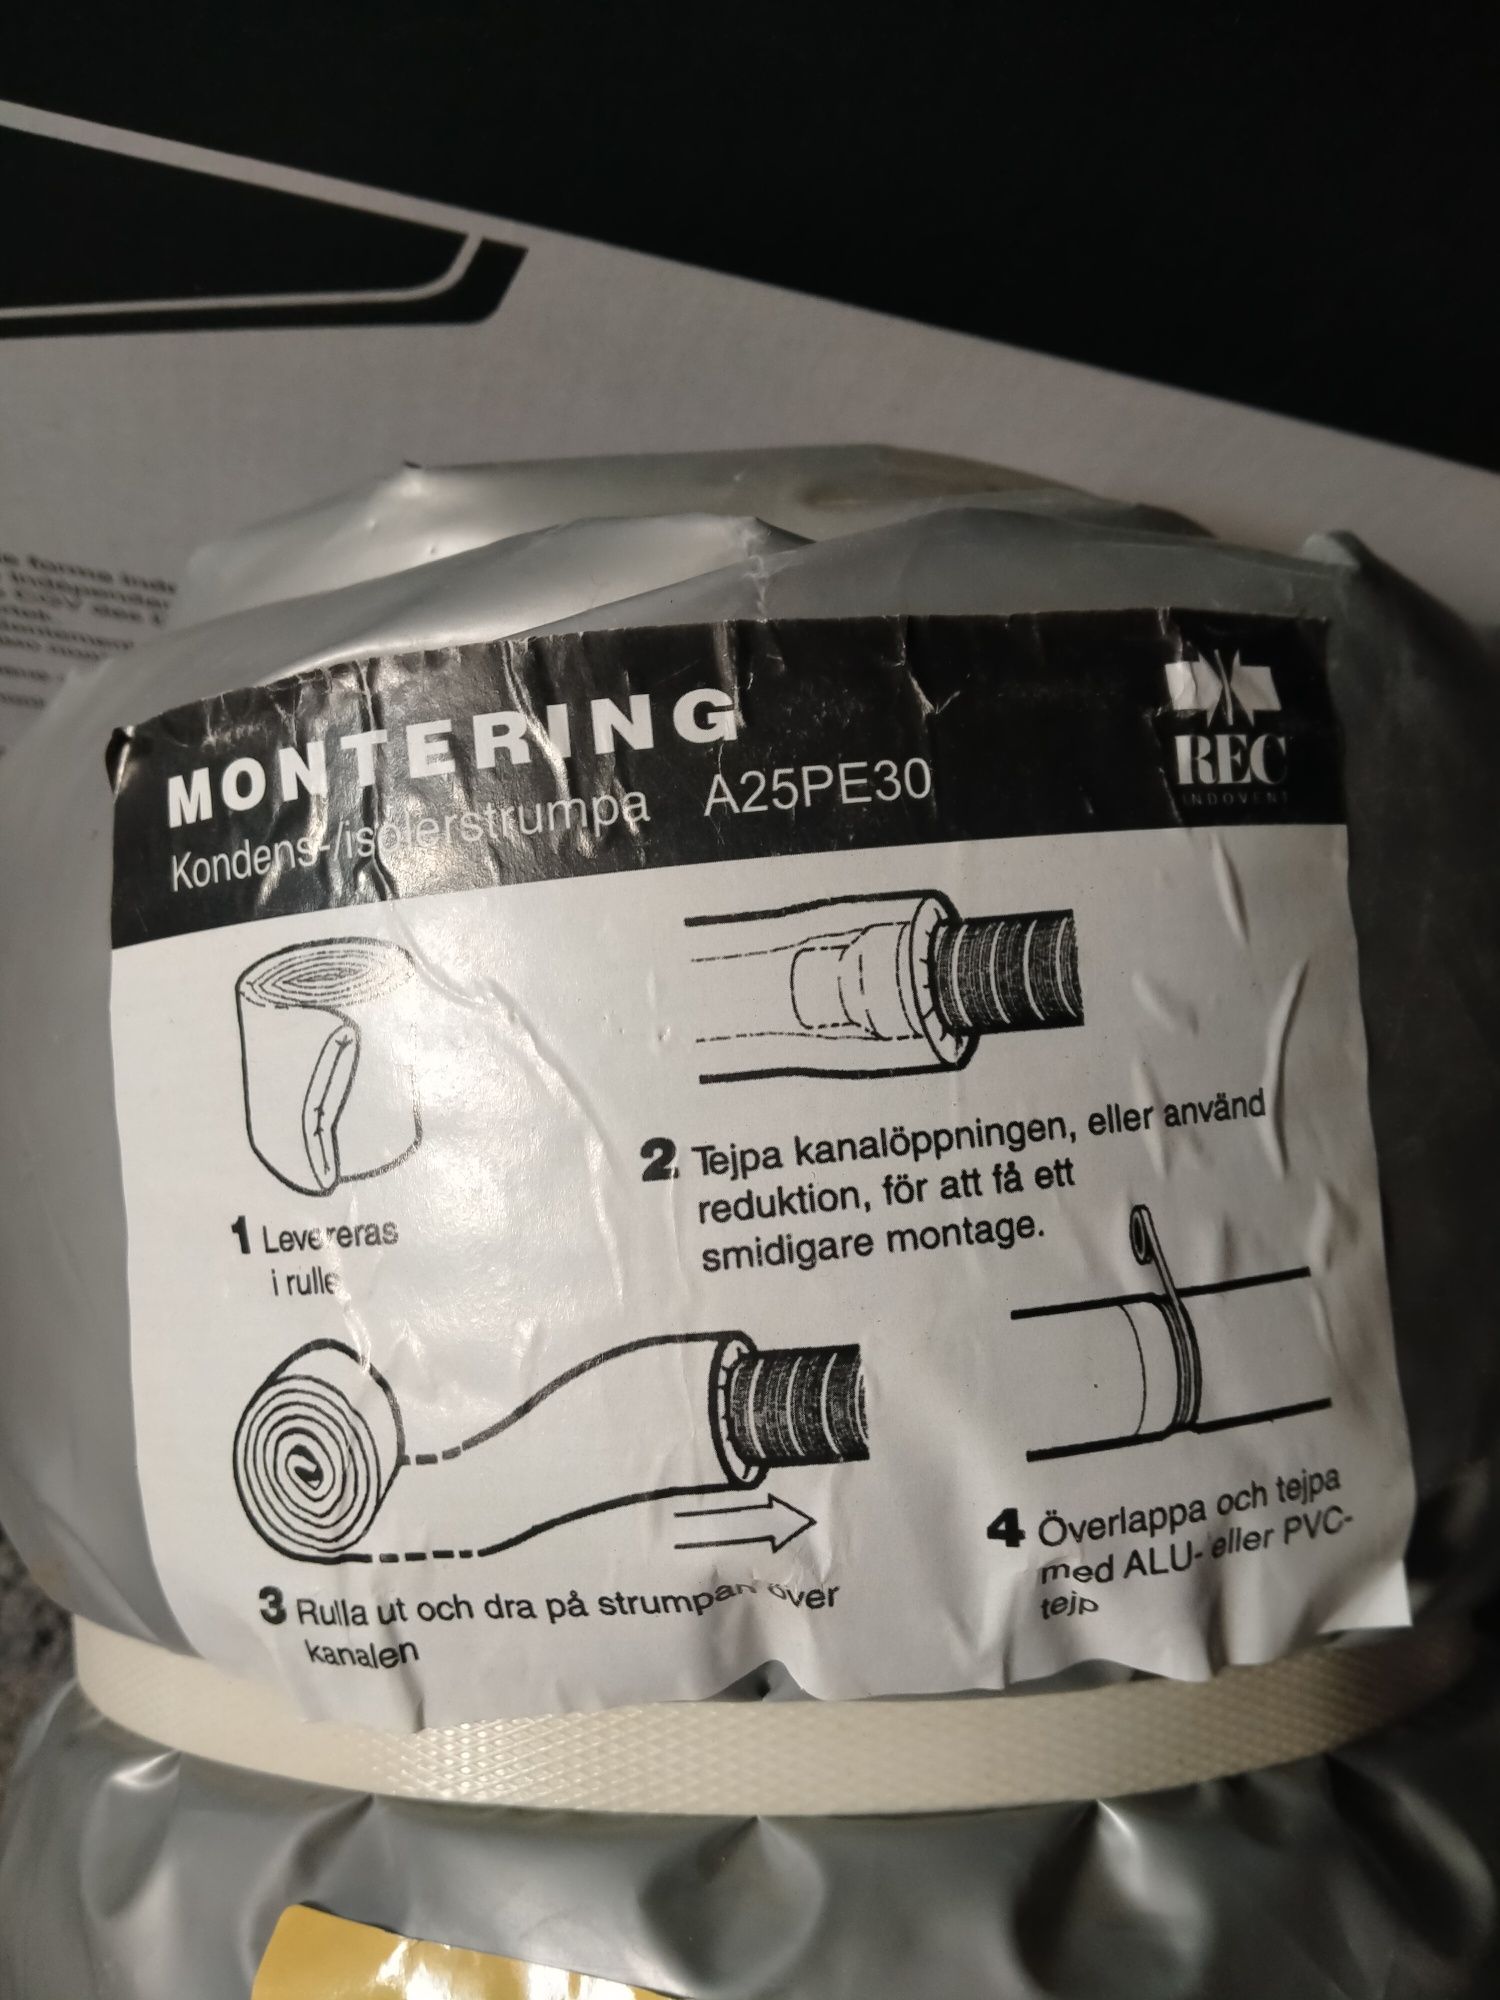 MONTERING
Kondens-/isolerstrumpa A25PE30
REC
INDOVENT
1 Levereras
i rulle
2 Tejpa kanalöppningen, eller använd
reduktion, för att få ett
smidigare montage.
3 Rulla ut och dra på strumpan över
kanalen
4 Överlappa och tejpa
med ALU- eller PVC-
tejp